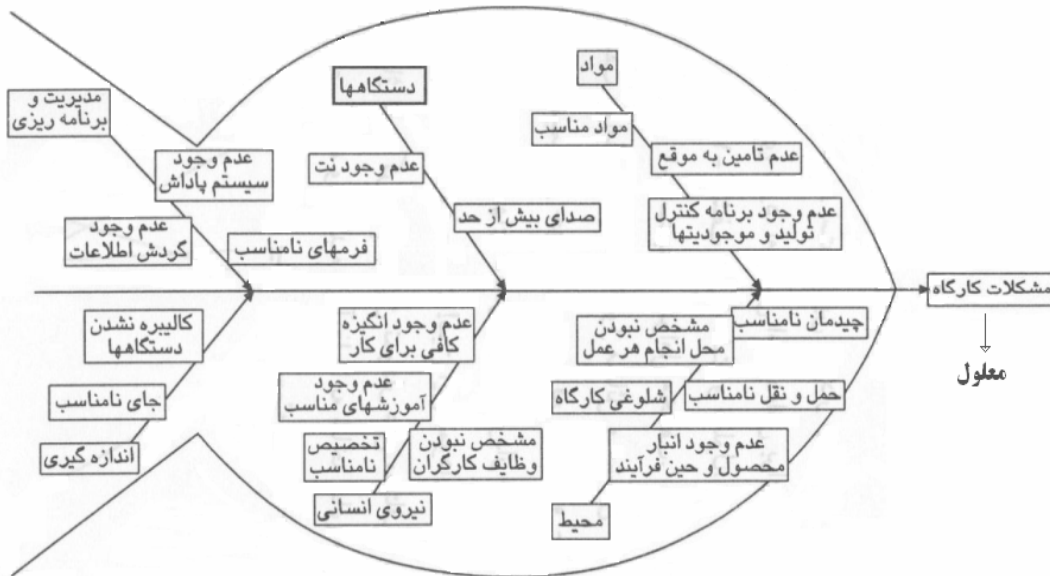 مواد
دستگاهها
مدیریت و
برنامه ریزی
مواد مناسب
عدم تامین به موقع
عدم وجود
سیستم پاداش
عدم وجود نت
عدم وجود برنامه کنترل
تولید و موجودیتها
صدای بیش از حد
عدم وجود
گردش اطلاعات
فرمهای نامناسب
مشکلات کارگاه
معلول
چیدمان نامناسب
مشخص نبودن
محل انجام هر عمل
عدم وجود انگیزه
کافی برای کار
کالیبره نشدن
دستگاهها
حمل و نقل نامناسب
شلوغی کارگاه
عدم وجود
آموزشهای مناسب
جای نامناسب
عدم وجود انبار
محصول و حین فرآیند
مشخص نبودن
وظایف کارگران
تخصیص
نامناسب
اندازه گیری
نیروی انسانی
محیط